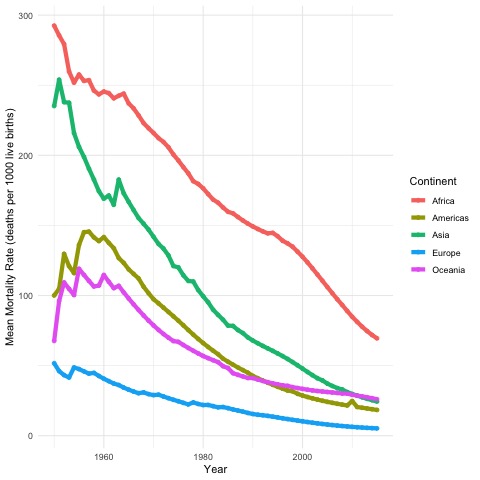 300
200
100
0
Mean Mortality Rate (deaths per 1000 live births)
1960
1980
2000
Year
Continent
Africa
Americas
Asia
Europe
Oceania